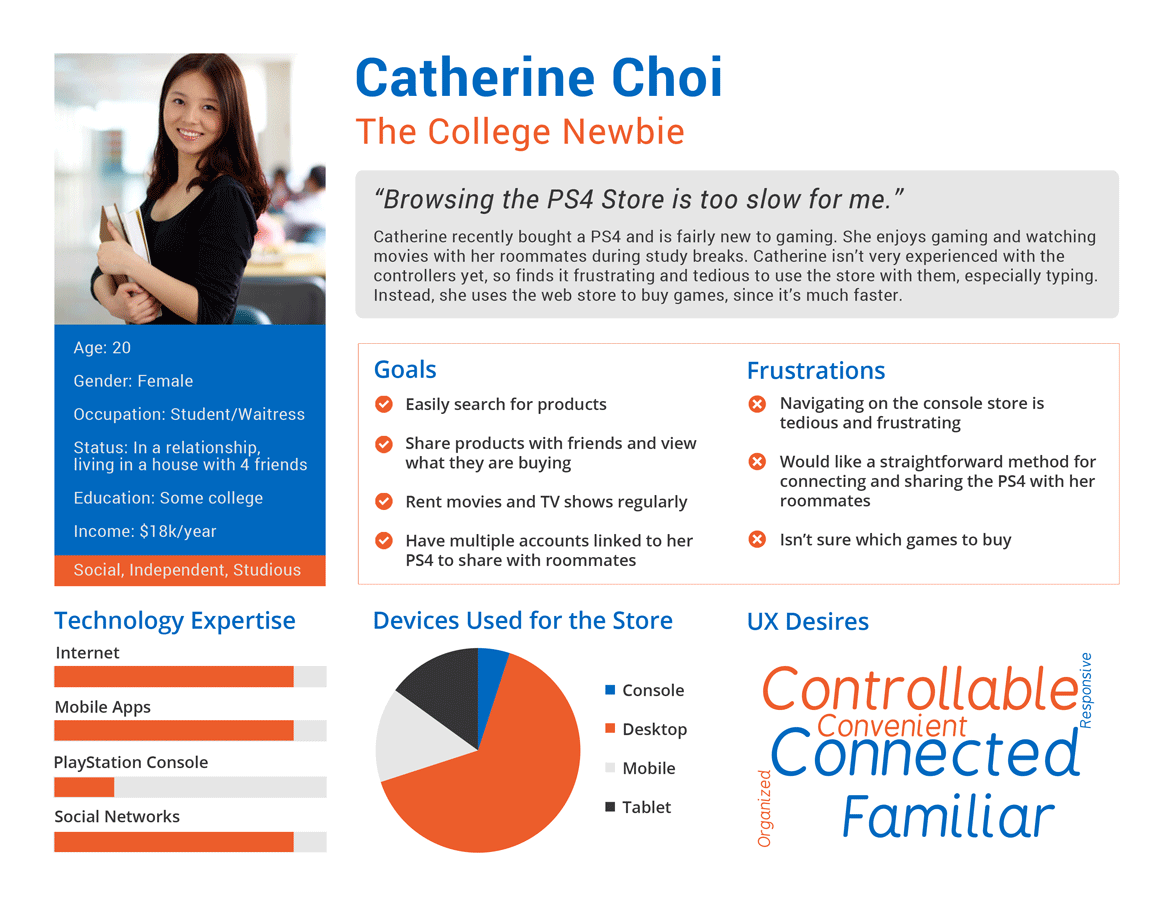 Catherine Choi
The College Newbie
“Browsing the PS4 Store is too slow for me.”
Catherine recently bought a PS4 and is fairly new to gaming. She enjoys gaming and watching
movies with her roommates during study breaks. Catherine isn’t very experienced with the
controllers yet, so finds it frustrating and tedious to use the store with them, especially typing.
Instead, she uses the web store to buy games, since it’s much faster.
Age: 20
Gender: Female
Occupation: Student/Waitress
Status: In a relationship,
living in a house with 4 friends
Education: Some college
Income: $18k/year
Social, Independent, Studious
Goals
Easily search for products
Share products with friends and view
what they are buying
Rent movies and TV shows regularly
Have multiple accounts linked to her
PS4 to share with roommates
Frustrations
Navigating on the console store is
tedious and frustrating
Would like a straightforward method for
connecting and sharing the PS4 with her
roommates
Isn’t sure which games to buy
Technology Expertise
Internet
Mobile Apps
PlayStation Console
Social Networks
Devices Used for the Store
Console
Desktop
Mobile
Tablet
UX Desires
Controllable
Responsive
Convenient
Connected
Organized
Familiar